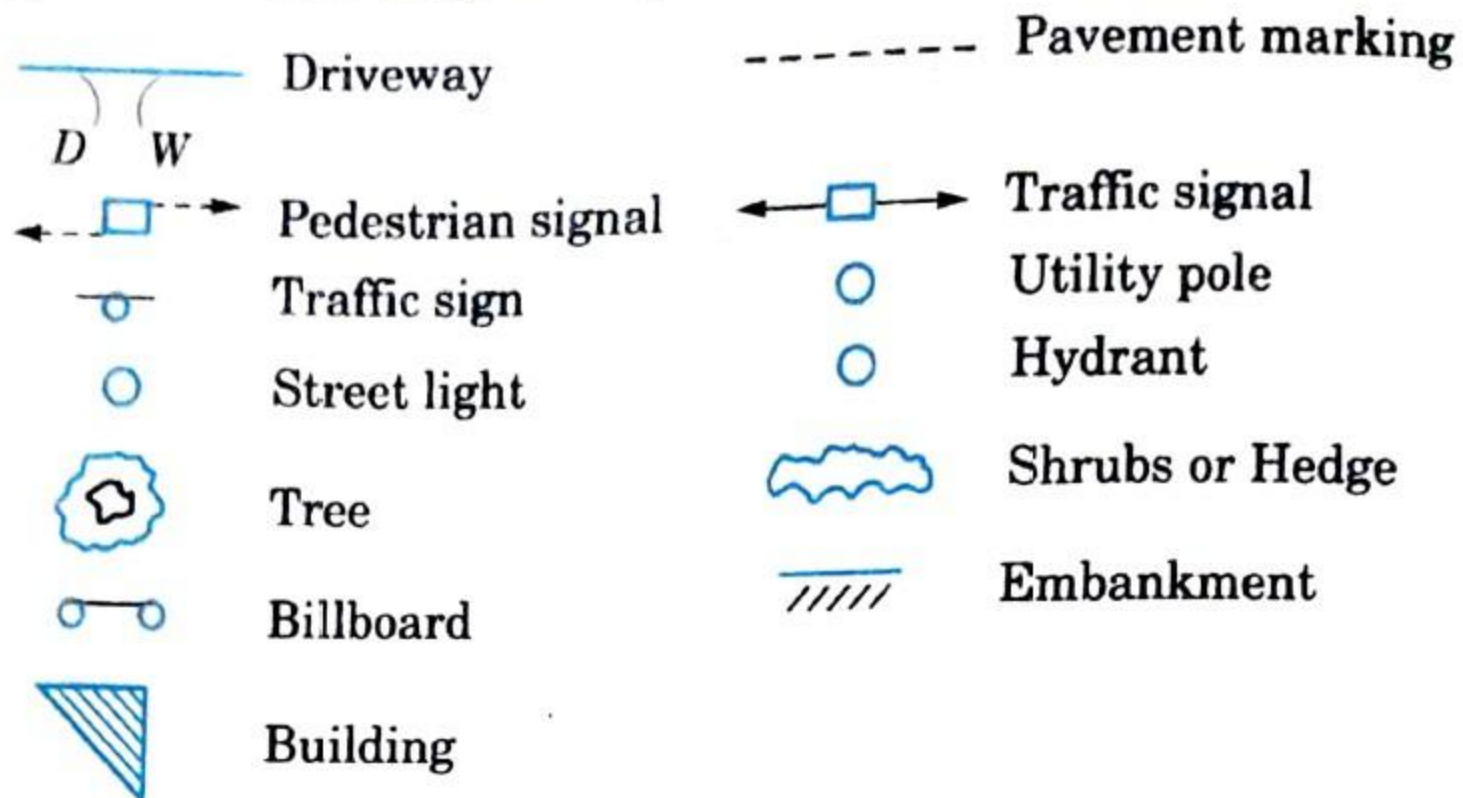 Driveway
D W
Pedestrian signal
Traffic sign
Street light
Tree
Billboard
Building
Pavement marking
Traffic signal
Utility pole
Hydrant
Shrubs or Hedge
Embankment